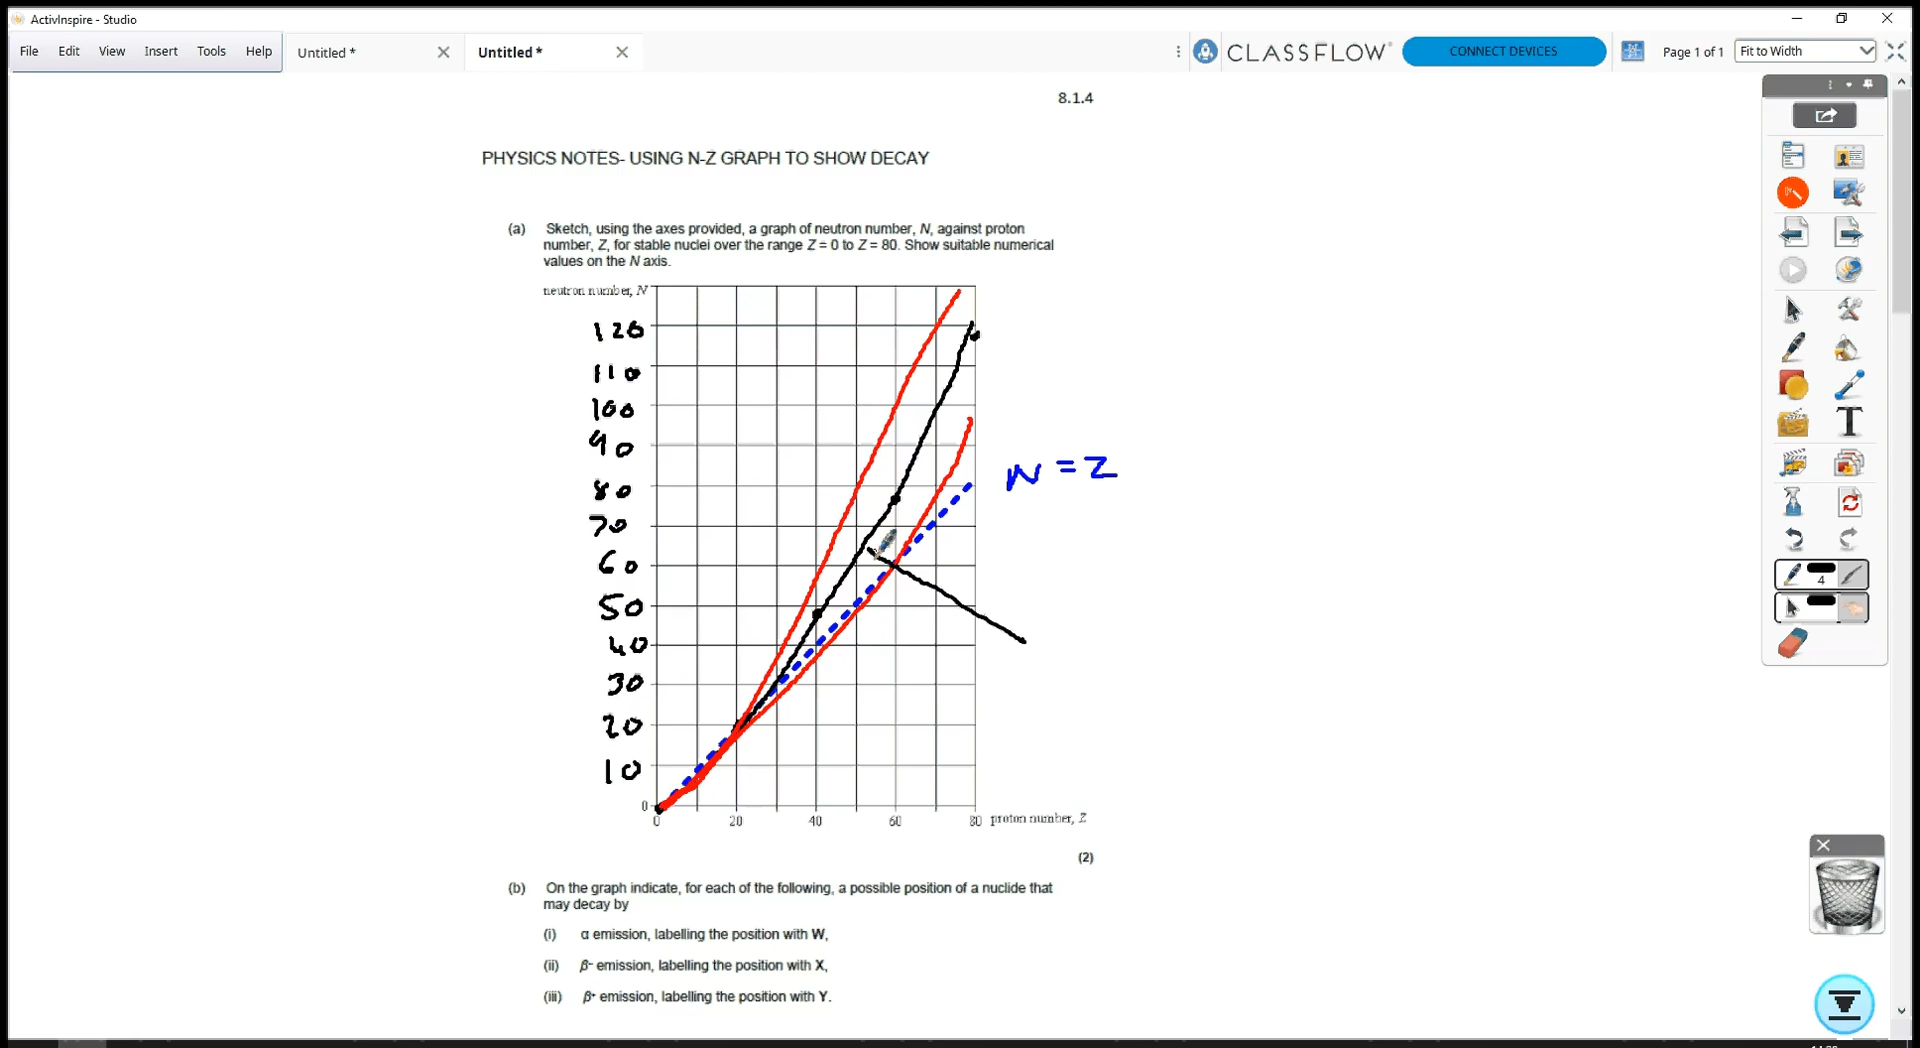 ActivInspire - Studio
File Edit View Insert Tools Help Untitled * Untitled * CLASSFLOW CONNECT DEVICES Page 1 of 1 Fit to Width
8.1.4
PHYSICS NOTES- USING N-Z GRAPH TO SHOW DECAY
(a) Sketch, using the axes provided, a graph of neutron number, N, against proton
number, Z, for stable nuclei over the range Z = 0 to Z = 80. Show suitable numerical
values on the N axis.
neutron number, N
120
110
100
90
N = Z
80
70
60
4
50
40
30
20
10
0
0 20 40 60 80 proton number, Z
(2)
(b) On the graph indicate, for each of the following, a possible position of a nuclide that
may decay by
(i) α emission, labelling the position with W,
(ii) β⁻ emission, labelling the position with X,
(iii) β⁺ emission, labelling the position with Y.